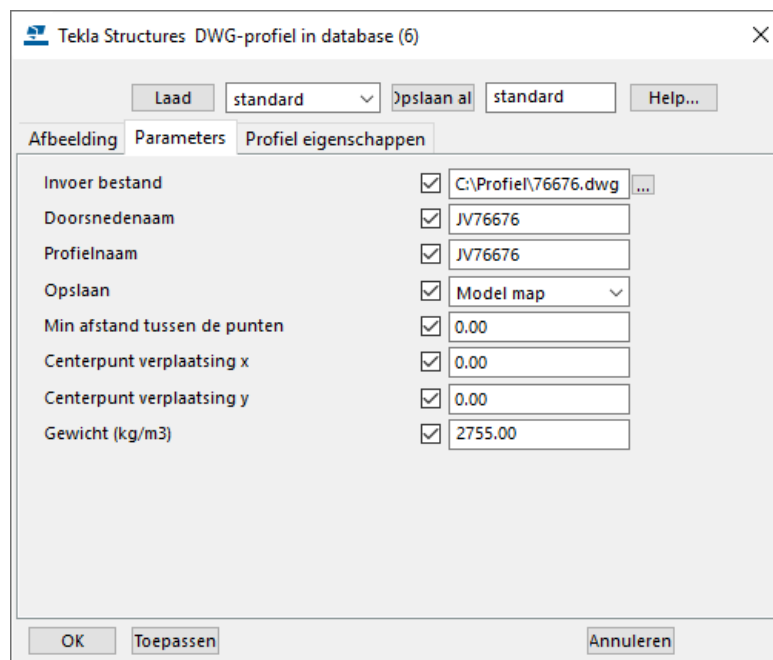 Tekla Structures DWG-profiel in database (6)
Laad standard Opslaan al standard Help...
Afbeelding Parameters Profiel eigenschappen
Invoer bestand C:\Profiel\76676.dwg ...
Doorsnedenaam JV76676
Profielnaam JV76676
Opslaan Model map
Min afstand tussen de punten 0.00
Centerpunt verplaatsing x 0.00
Centerpunt verplaatsing y 0.00
Gewicht (kg/m3) 2755.00
OK Toepassen Annuleren